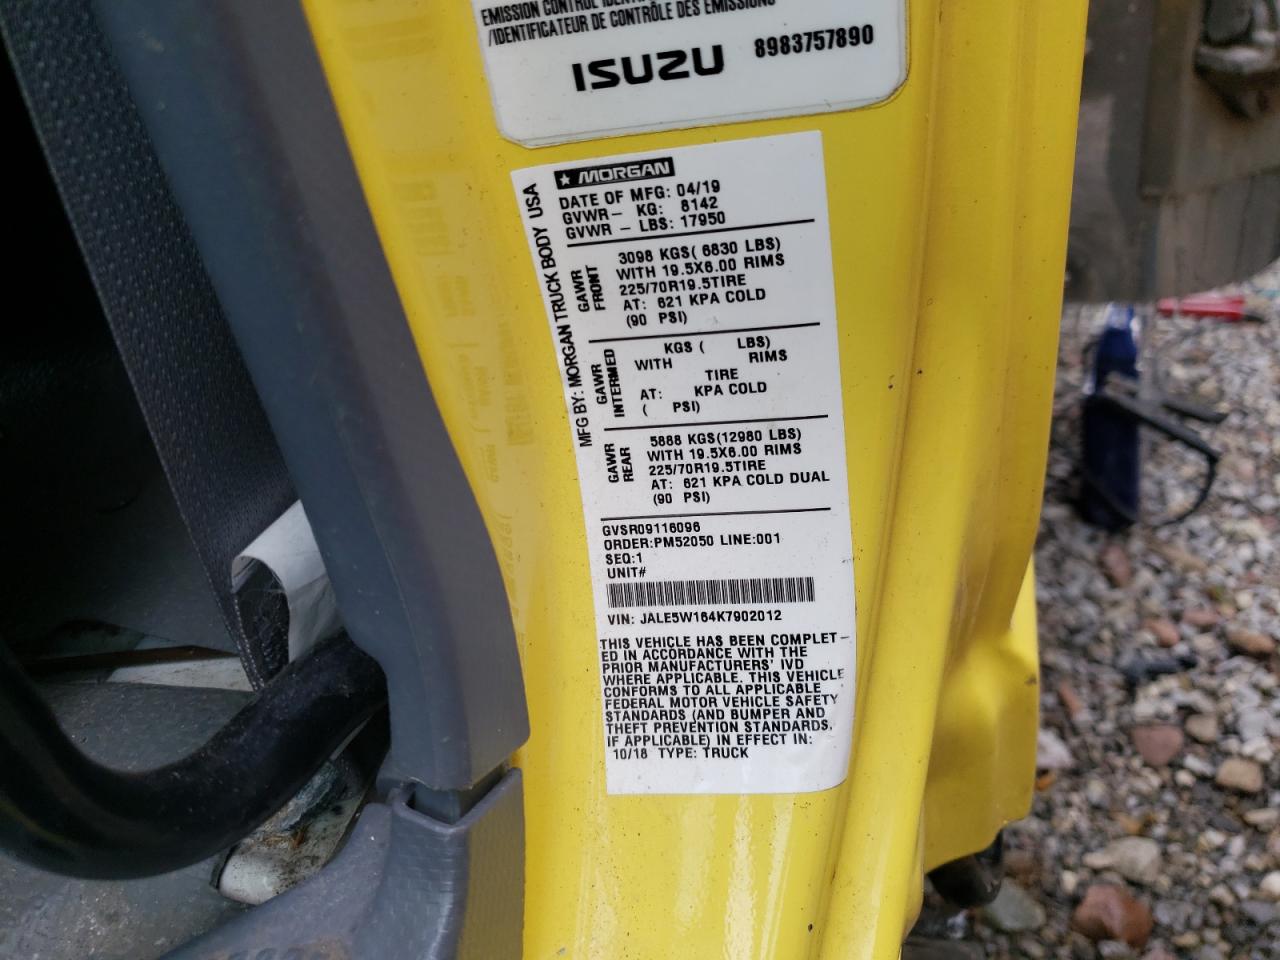 EMISSION CONTROL IDENTI
/IDENTIFICATEUR DE CONTRÔLE DES ÉMISSIONS
ISUZU 8983757890
MORGAN
DATE OF MFG: 04/19
GVWR- KG: 8142
GVWR - LBS: 17950
MFG BY: MORGAN TRUCK BODY USA
GAWR FRONT
3098 KGS( 6830 LBS)
WITH 19.5X6.00 RIMS
225/70R19.5TIRE
AT: 621 KPA COLD
(90 PSI)
GAWR INTERMED
KGS ( LBS)
WITH RIMS
TIRE
AT: KPA COLD
( PSI)
GAWR REAR
5888 KGS(12980 LBS)
WITH 19.5X6.00 RIMS
225/70R19.5TIRE
AT: 621 KPA COLD DUAL
(90 PSI)
GVSR09116096
ORDER:PM52050 LINE:001
SEQ:1
UNIT#
VIN: JALE5W164K7902012
THIS VEHICLE HAS BEEN COMPLET-
ED IN ACCORDANCE WITH THE
PRIOR MANUFACTURERS' IVD
WHERE APPLICABLE. THIS VEHICLE
CONFORMS TO ALL APPLICABLE
FEDERAL MOTOR VEHICLE SAFETY
STANDARDS (AND BUMPER AND
THEFT PREVENTION STANDARDS,
IF APPLICABLE) IN EFFECT IN:
10/18 TYPE: TRUCK